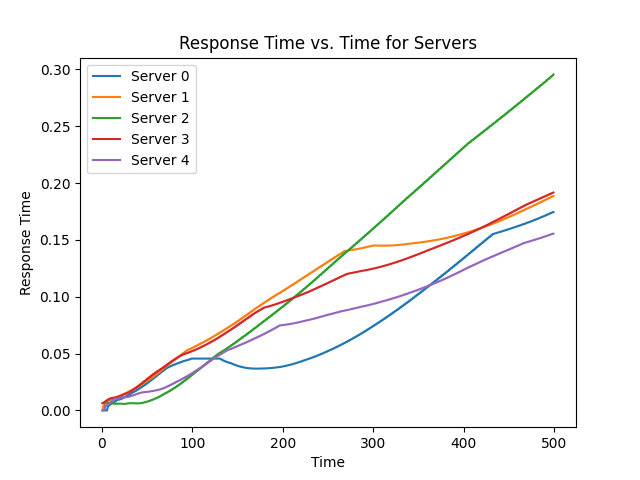 Response Time vs. Time for Servers
Server 0
Server 1
Server 2
Server 3
Server 4
Response Time
0.30
0.25
0.20
0.15
0.10
0.05
0.00
0 100 200 300 400 500
Time